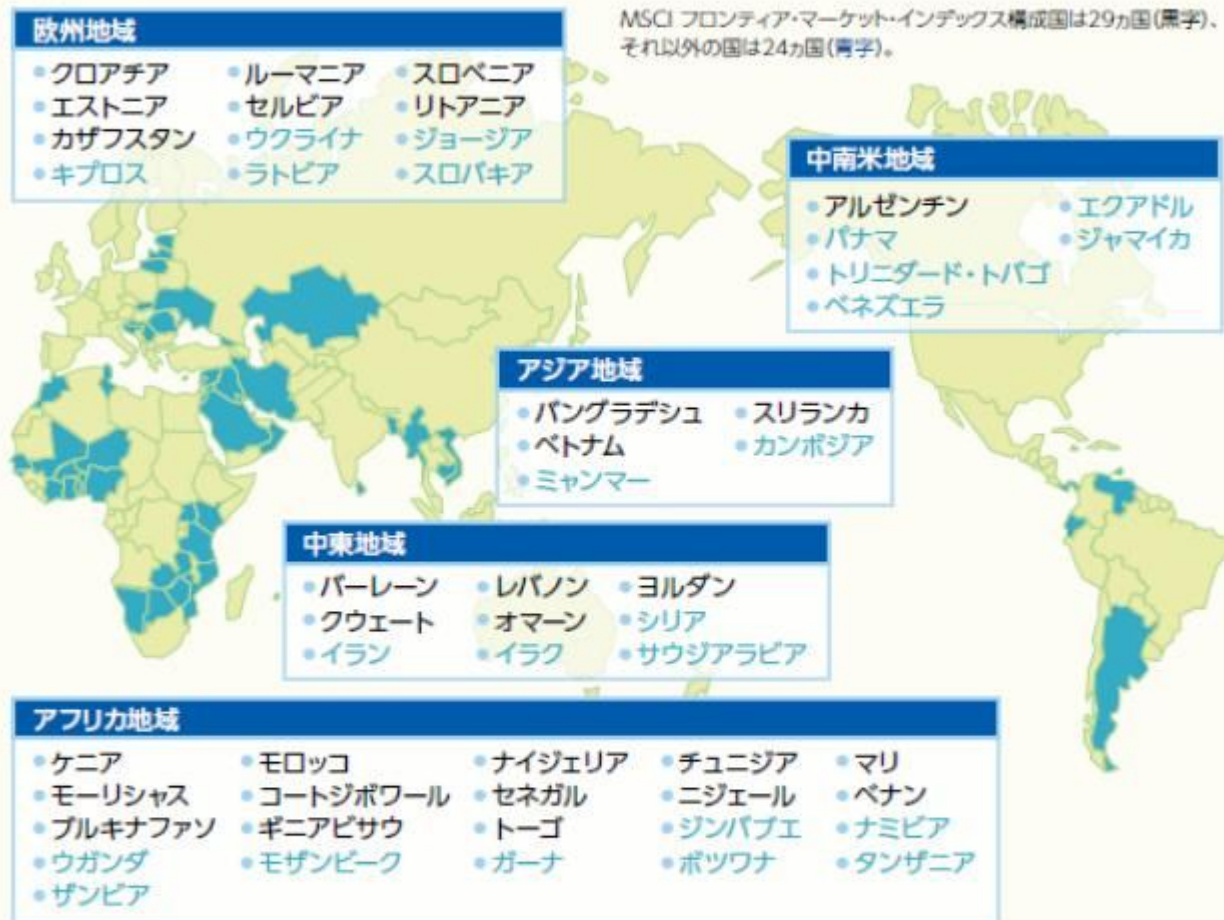 MSCI フロンティア・マーケット・インデックス構成国は29ヵ国(黒字)、
それ以外の国は24ヵ国(青字)。
欧州地域
• クロアチア • ルーマニア • スロベニア
• エストニア • セルビア • リトアニア
• カザフスタン • ウクライナ • ジョージア
• キプロス • ラトビア • スロバキア
中南米地域
• アルゼンチン • エクアドル
• パナマ • ジャマイカ
• トリニダード・トバゴ
• ベネズエラ
アジア地域
• バングラデシュ • スリランカ
• ベトナム • カンボジア
• ミャンマー
中東地域
• バーレーン • レバノン • ヨルダン
• クウェート • オマーン • シリア
• イラン • イラク • サウジアラビア
アフリカ地域
• ケニア • モロッコ • ナイジェリア • チュニジア • マリ
• モーリシャス • コートジボワール • セネガル • ニジェール • ベナン
• ブルキナファソ • ギニアビサウ • トーゴ • ジンバブエ • ナミビア
• ウガンダ • モザンビーク • ガーナ • ボツワナ • タンザニア
• ザンビア